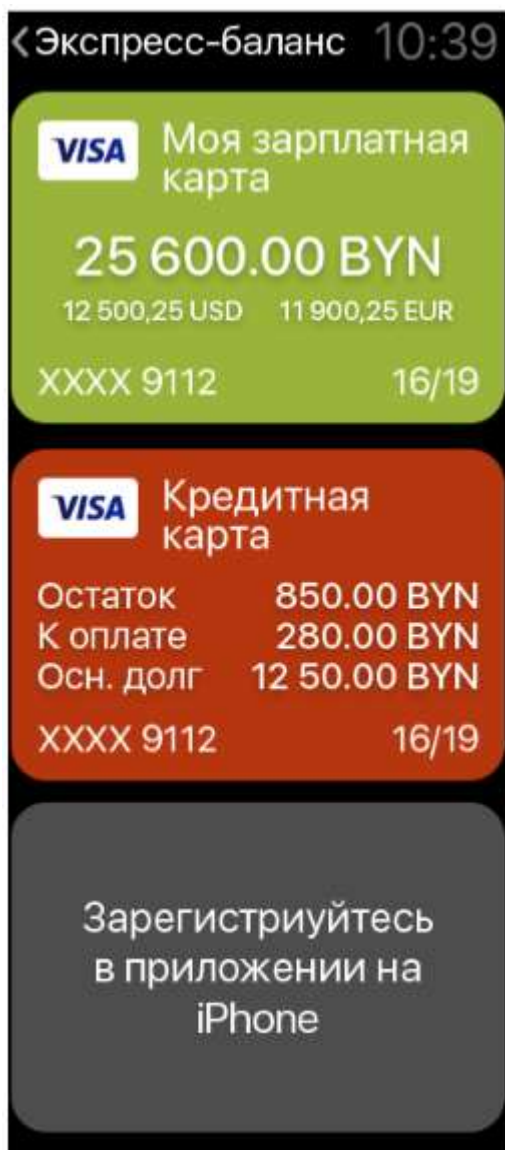 Экспресс-баланс 10:39
VISA Моя зарплатная
карта
25 600.00 BYN
12 500,25 USD 11 900,25 EUR
XXXX 9112 16/19
VISA Кредитная
карта
Остаток 850.00 BYN
К оплате 280.00 BYN
Осн. долг 12 50.00 BYN
XXXX 9112 16/19
Зарегистриуйтесь
в приложении на
iPhone